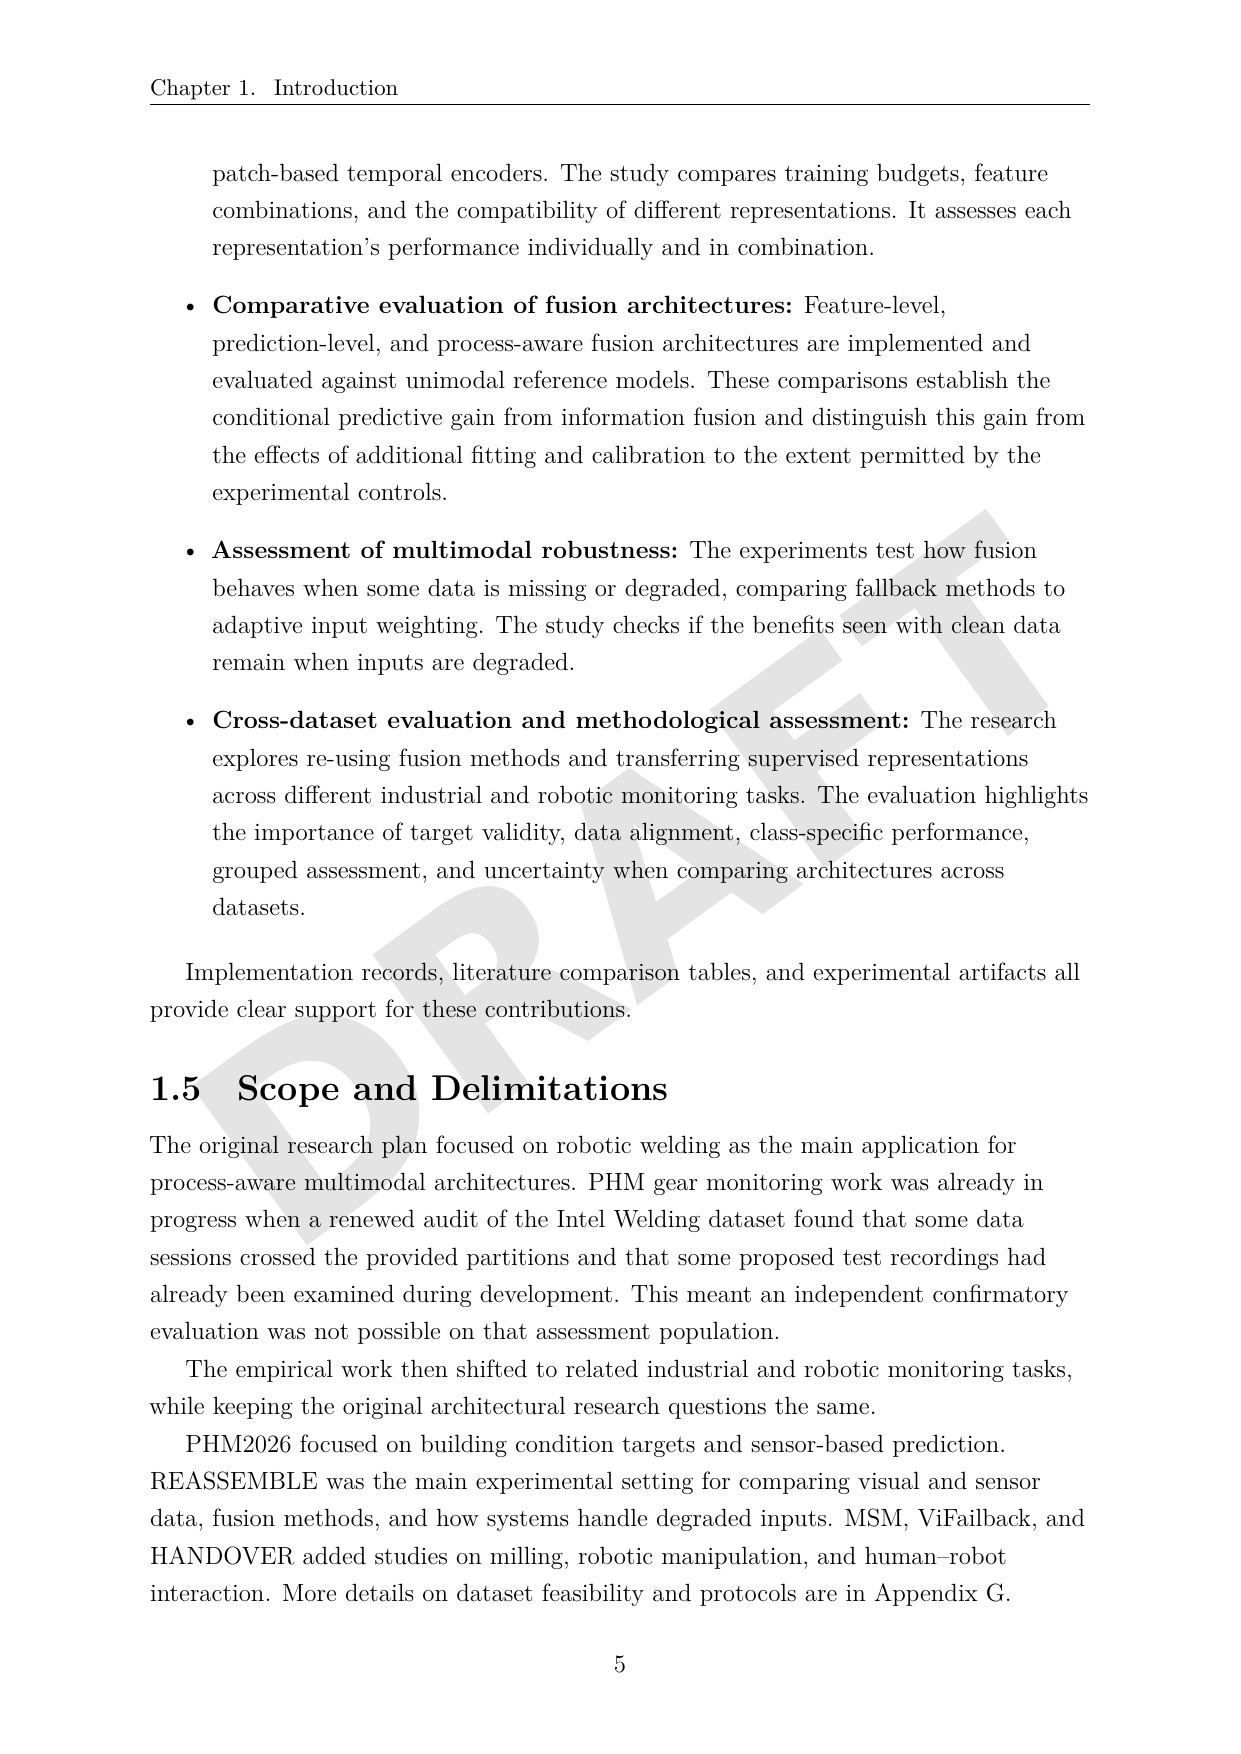 Chapter 1. Introduction
patch-based temporal encoders. The study compares training budgets, feature
combinations, and the compatibility of different representations. It assesses each
representation's performance individually and in combination.
• Comparative evaluation of fusion architectures: Feature-level,
prediction-level, and process-aware fusion architectures are implemented and
evaluated against unimodal reference models. These comparisons establish the
conditional predictive gain from information fusion and distinguish this gain from
the effects of additional fitting and calibration to the extent permitted by the
experimental controls.
• Assessment of multimodal robustness: The experiments test how fusion
behaves when some data is missing or degraded, comparing fallback methods to
adaptive input weighting. The study checks if the benefits seen with clean data
remain when inputs are degraded.
• Cross-dataset evaluation and methodological assessment: The research
explores re-using fusion methods and transferring supervised representations
across different industrial and robotic monitoring tasks. The evaluation highlights
the importance of target validity, data alignment, class-specific performance,
grouped assessment, and uncertainty when comparing architectures across
datasets.
Implementation records, literature comparison tables, and experimental artifacts all
provide clear support for these contributions.
1.5 Scope and Delimitations
The original research plan focused on robotic welding as the main application for
process-aware multimodal architectures. PHM gear monitoring work was already in
progress when a renewed audit of the Intel Welding dataset found that some data
sessions crossed the provided partitions and that some proposed test recordings had
already been examined during development. This meant an independent confirmatory
evaluation was not possible on that assessment population.
The empirical work then shifted to related industrial and robotic monitoring tasks,
while keeping the original architectural research questions the same.
PHM2026 focused on building condition targets and sensor-based prediction.
REASSEMBLE was the main experimental setting for comparing visual and sensor
data, fusion methods, and how systems handle degraded inputs. MSM, ViFailback, and
HANDOVER added studies on milling, robotic manipulation, and human–robot
interaction. More details on dataset feasibility and protocols are in Appendix G.
5
DRAFT